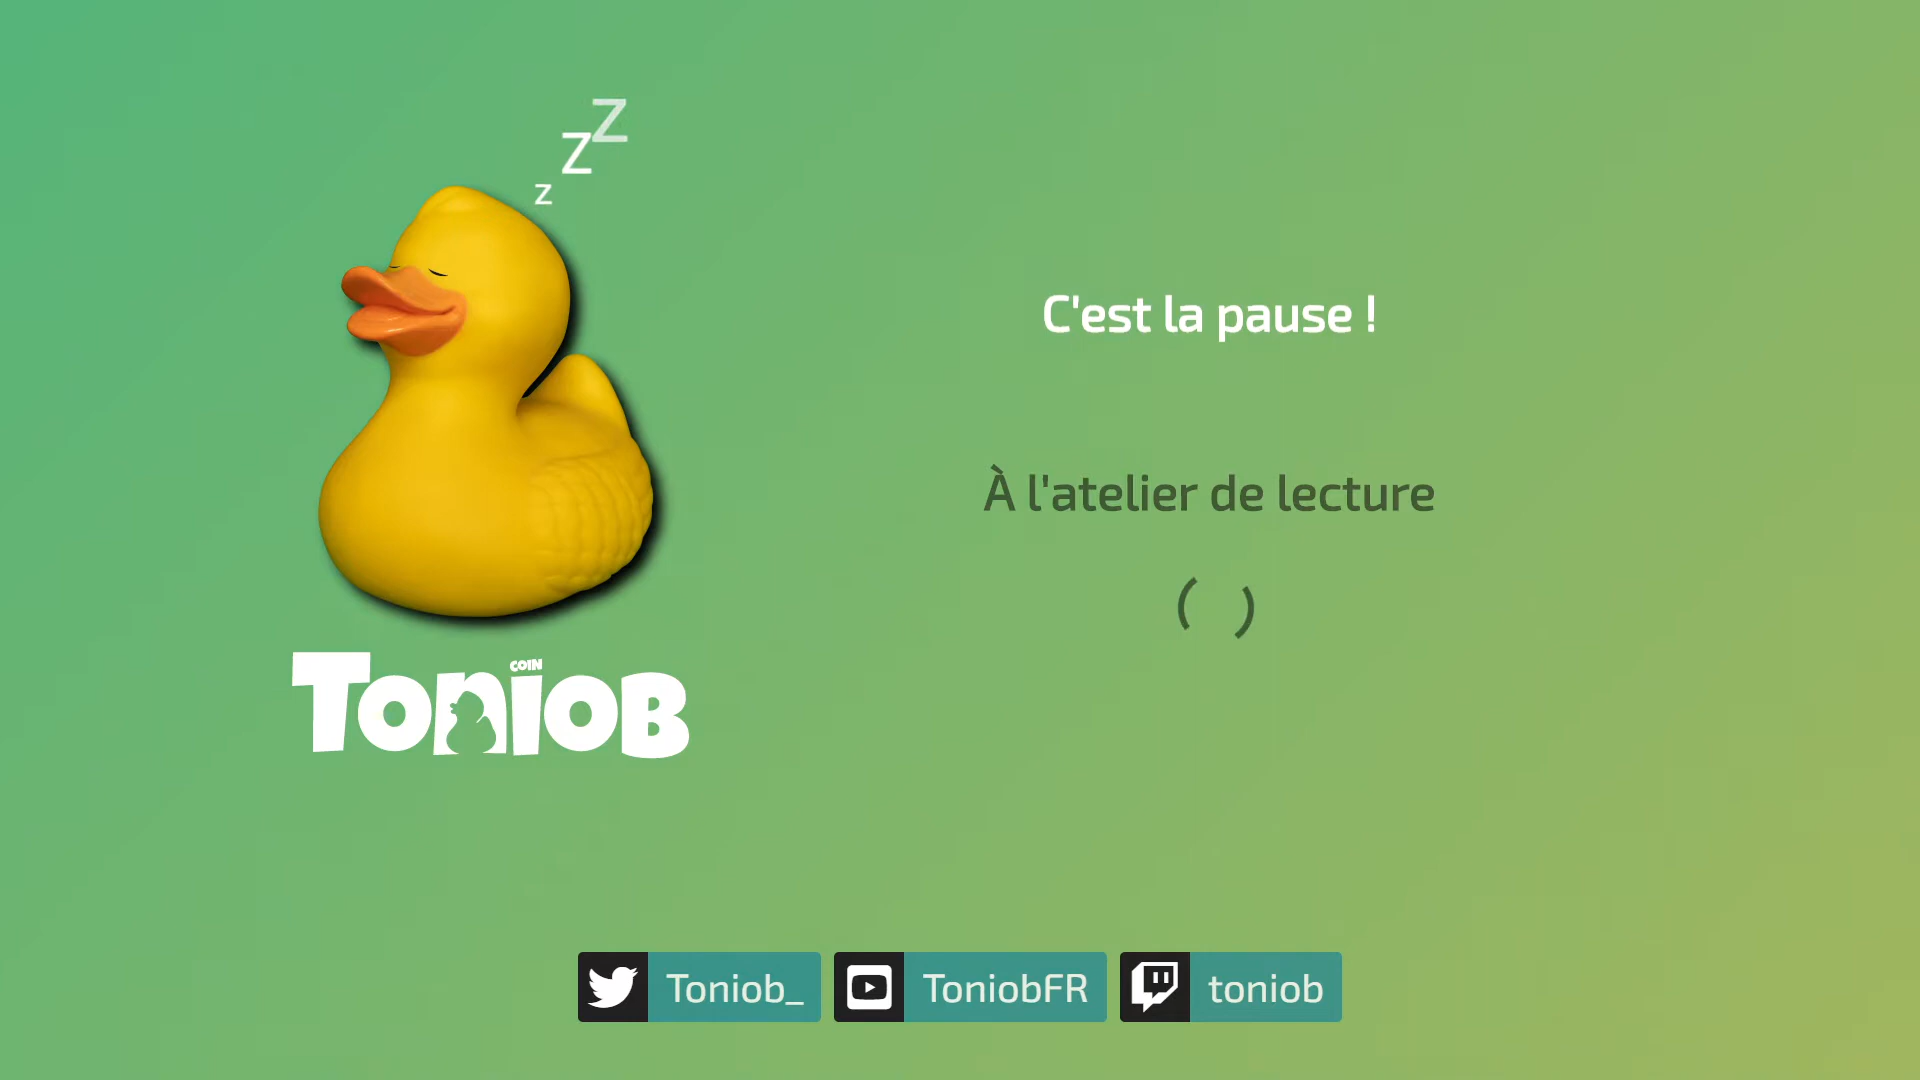 z
Z
Z
C'est la pause !
À l'atelier de lecture
COIN
TONIOB
Toniob_
ToniobFR
toniob